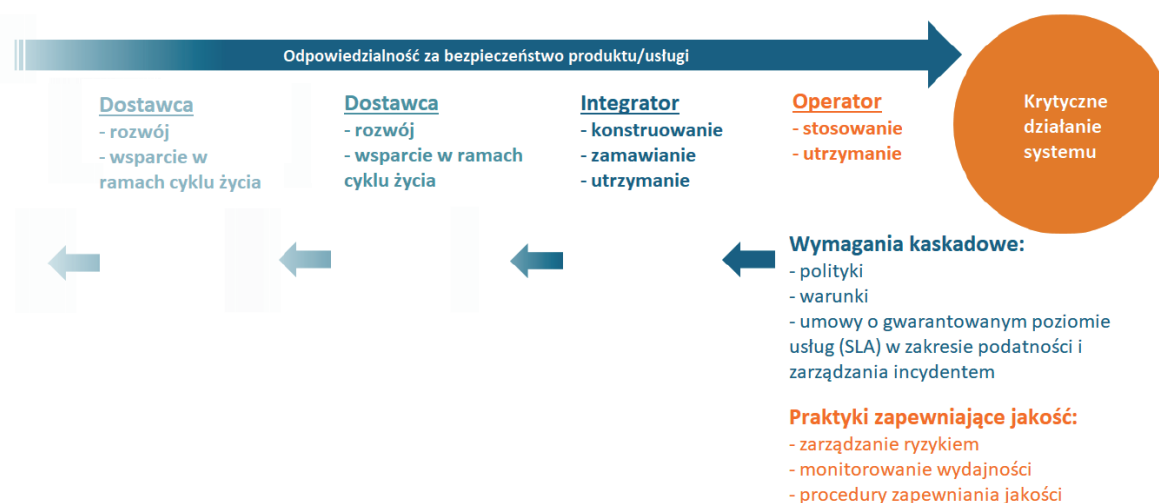 Odpowiedzialność za bezpieczeństwo produktu/usługi
Dostawca
- rozwój
- wsparcie w
ramach cyklu życia
Dostawca
- rozwój
- wsparcie w ramach
cyklu życia
Integrator
- konstruowanie
- zamawianie
- utrzymanie
Operator
- stosowanie
- utrzymanie
Krytyczne
działanie
systemu
Wymagania kaskadowe:
- polityki
- warunki
- umowy o gwarantowanym poziomie
usług (SLA) w zakresie podatności i
zarządzania incydentem
Praktyki zapewniające jakość:
- zarządzanie ryzykiem
- monitorowanie wydajności
- procedury zapewniania jakości